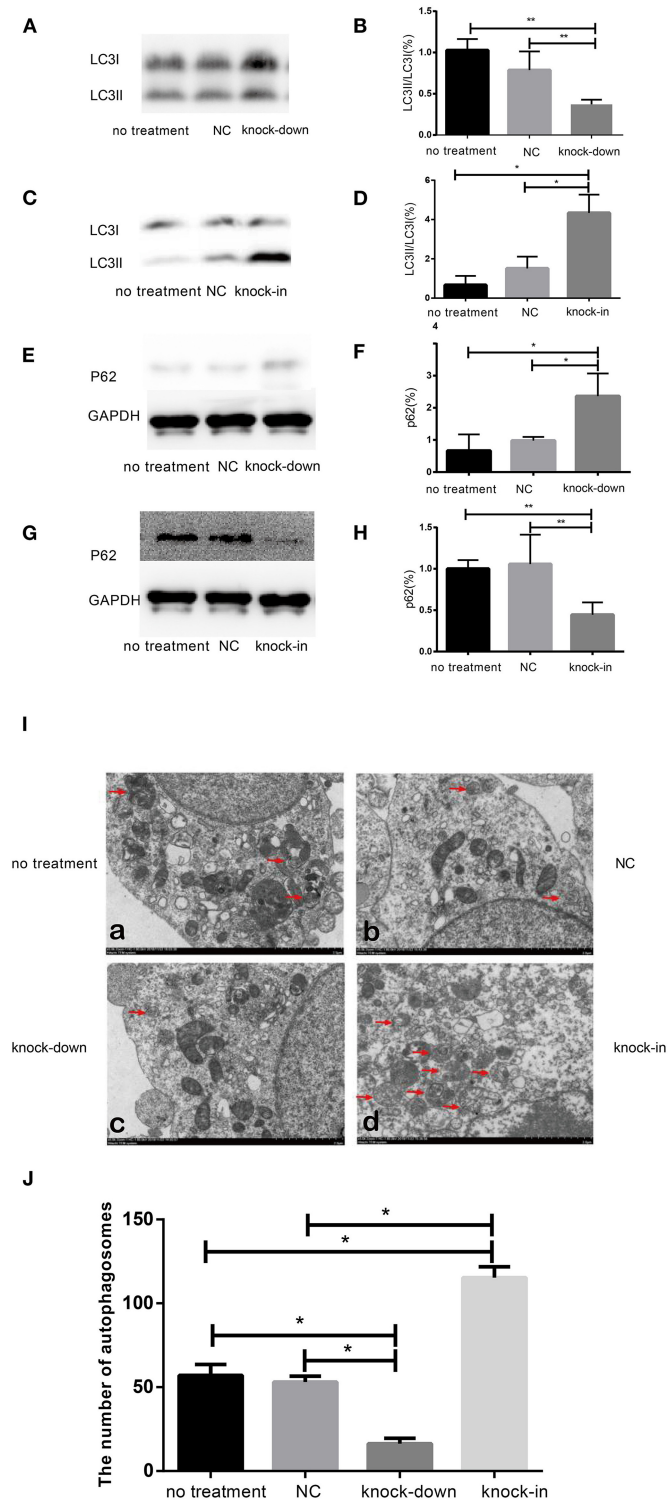 A
LC3I
LC3II
no treatment NC knock-down
B
** 
**
LC3II/LC3I(%)
1.5
1.0
0.5
0.0
no treatment NC knock-down
C
LC3I
LC3II
no treatment NC knock-in
D
*
*
LC3II/LC3I(%)
6
4
2
0
no treatment NC knock-in
E
P62
GAPDH
no treatment NC knock-down
F
4
*
*
p62(%)
3
2
1
0
no treatment NC knock-down
G
P62
GAPDH
no treatment NC knock-in
H
**
**
p62(%)
1.5
1.0
0.5
0.0
no treatment NC knock-in
I
no treatment
a
b
NC
knock-down
c
d
knock-in
J
The number of autophagosomes
150
100
50
0
*
*
*
*
no treatment NC knock-down knock-in